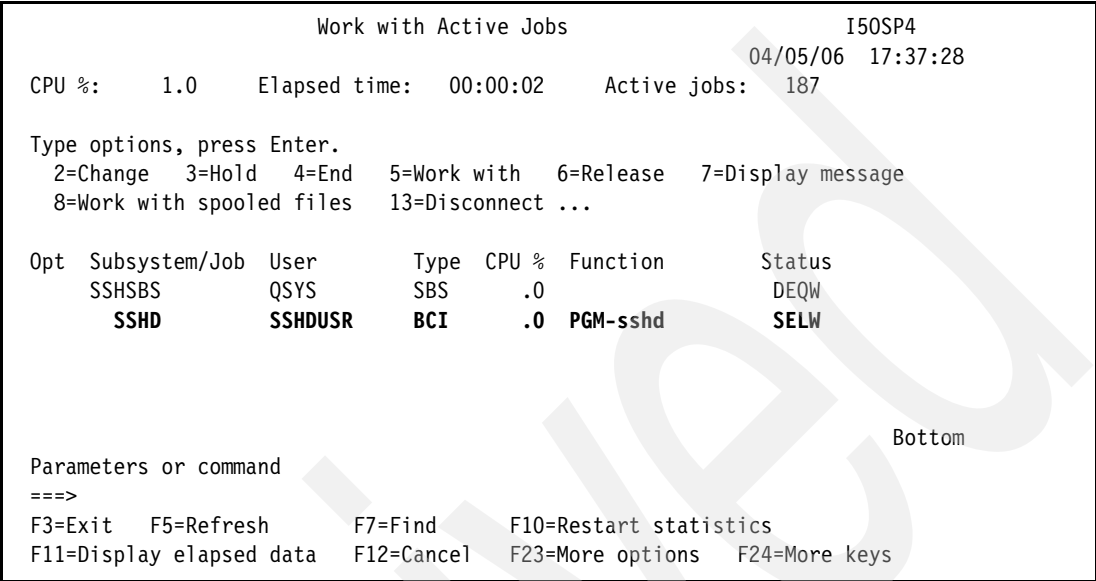 Work with Active Jobs I5OSP4
04/05/06 17:37:28
CPU %: 1.0 Elapsed time: 00:00:02 Active jobs: 187
Type options, press Enter.
2=Change 3=Hold 4=End 5=Work with 6=Release 7=Display message
8=Work with spooled files 13=Disconnect ...
Opt Subsystem/Job User Type CPU % Function Status
SSHSBS QSYS SBS .0 DEQW
SSHD SSHDUSR BCI .0 PGM-sshd SELW
Bottom
Parameters or command
===>
F3=Exit F5=Refresh F7=Find F10=Restart statistics
F11=Display elapsed data F12=Cancel F23=More options F24=More keys